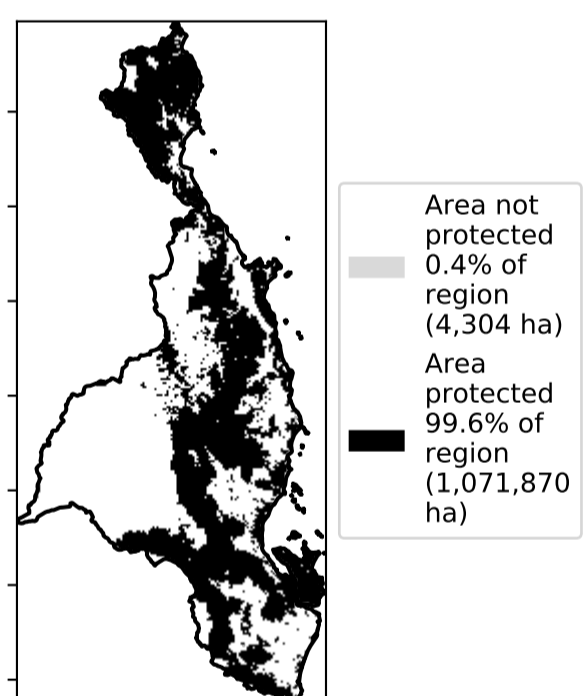 Area not
protected
0.4% of
region
(4,304 ha)
Area
protected
99.6% of
region
(1,071,870
ha)